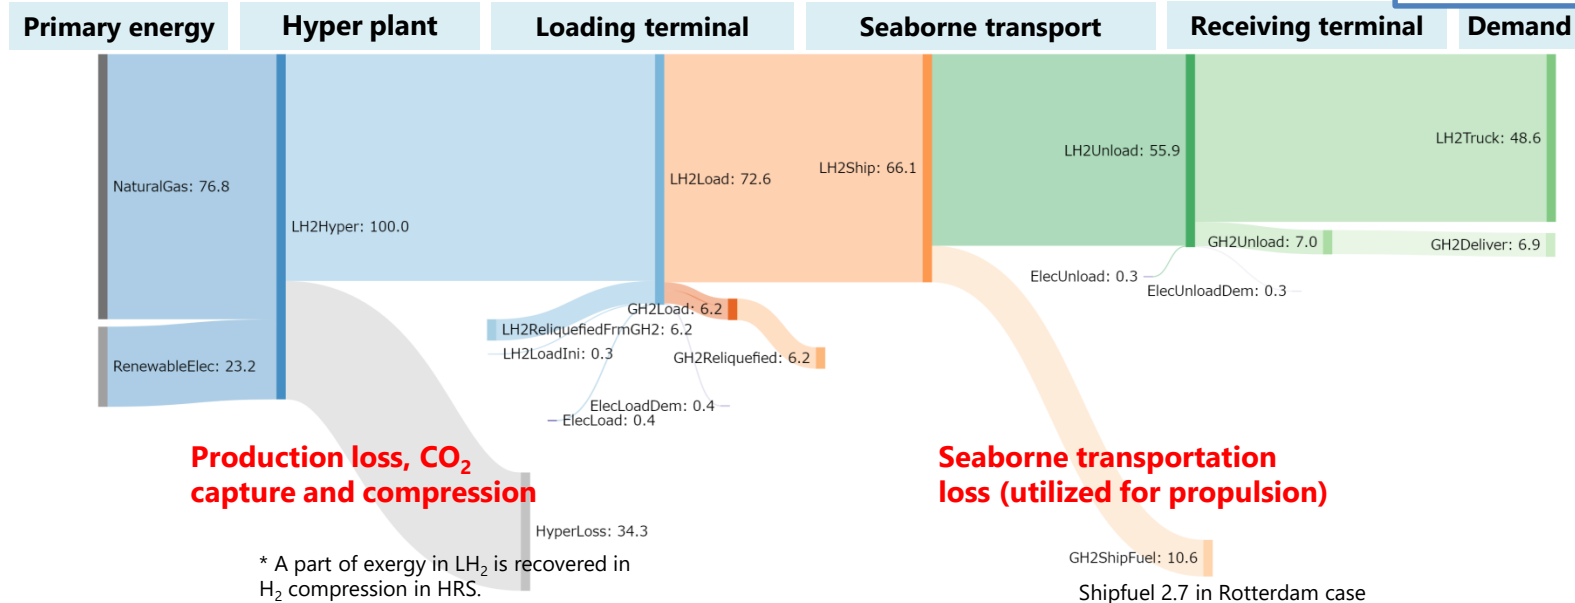 Primary energy
Hyper plant
Loading terminal
Seaborne transport
Receiving terminal
Demand
NaturalGas: 76.8
RenewableElec: 23.2
LH2Hyper: 100.0
LH2Load: 72.6
LH2Ship: 66.1
LH2Unload: 55.9
LH2Truck: 48.6
GH2Unload: 7.0
GH2Deliver: 6.9
ElecUnload: 0.3
ElecUnloadDem: 0.3
GH2Load: 6.2
LH2ReliquefiedFrmGH2: 6.2
LH2LoadIni: 0.3
GH2Reliquefied: 6.2
ElecLoadDem: 0.4
ElecLoad: 0.4
Production loss, CO2
capture and compression
Seaborne transportation
loss (utilized for propulsion)
HyperLoss: 34.3
GH2ShipFuel: 10.6
* A part of exergy in LH2 is recovered in
H2 compression in HRS.
Shipfuel 2.7 in Rotterdam case